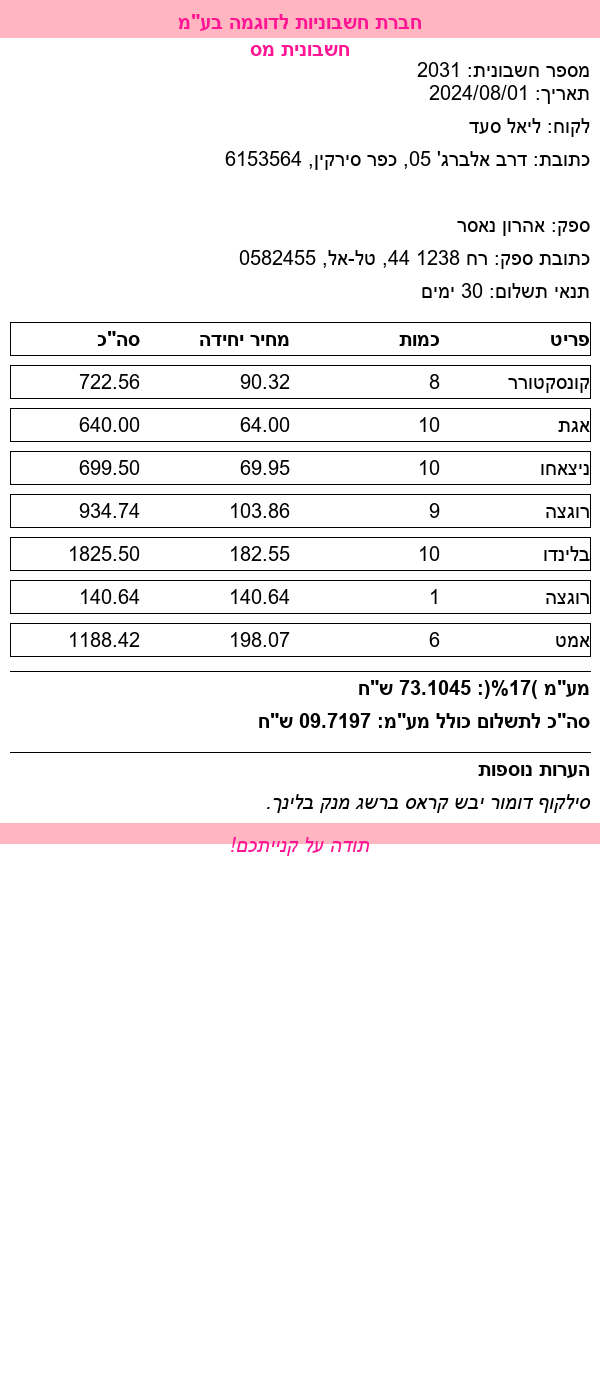 חברת חשבוניות לדוגמה בע"מ
חשבונית מס
מספר חשבונית: 2031
תאריך: 2024/08/01
לקוח: ליאל סעד
כתובת: דרב אלברג' 05, כפר סירקין, 6153564
ספק: אהרון נאסר
כתובת ספק: רח 1238 44, טל-אל, 0582455
תנאי תשלום: 30 ימים
פריט כמות מחיר יחידה סה"כ
קונסקטורר 8 90.32 722.56
אגת 10 64.00 640.00
ניצאחו 10 69.95 699.50
רוגצה 9 103.86 934.74
בלינדו 10 182.55 1825.50
רוגצה 1 140.64 140.64
אמט 6 198.07 1188.42
מע"מ )17%(: 73.1045 ש"ח
סה"כ לתשלום כולל מע"מ: 09.7197 ש"ח
הערות נוספות
סילקוף דומור יבש קראס ברשג מנק בלינך.
תודה על קנייתכם!